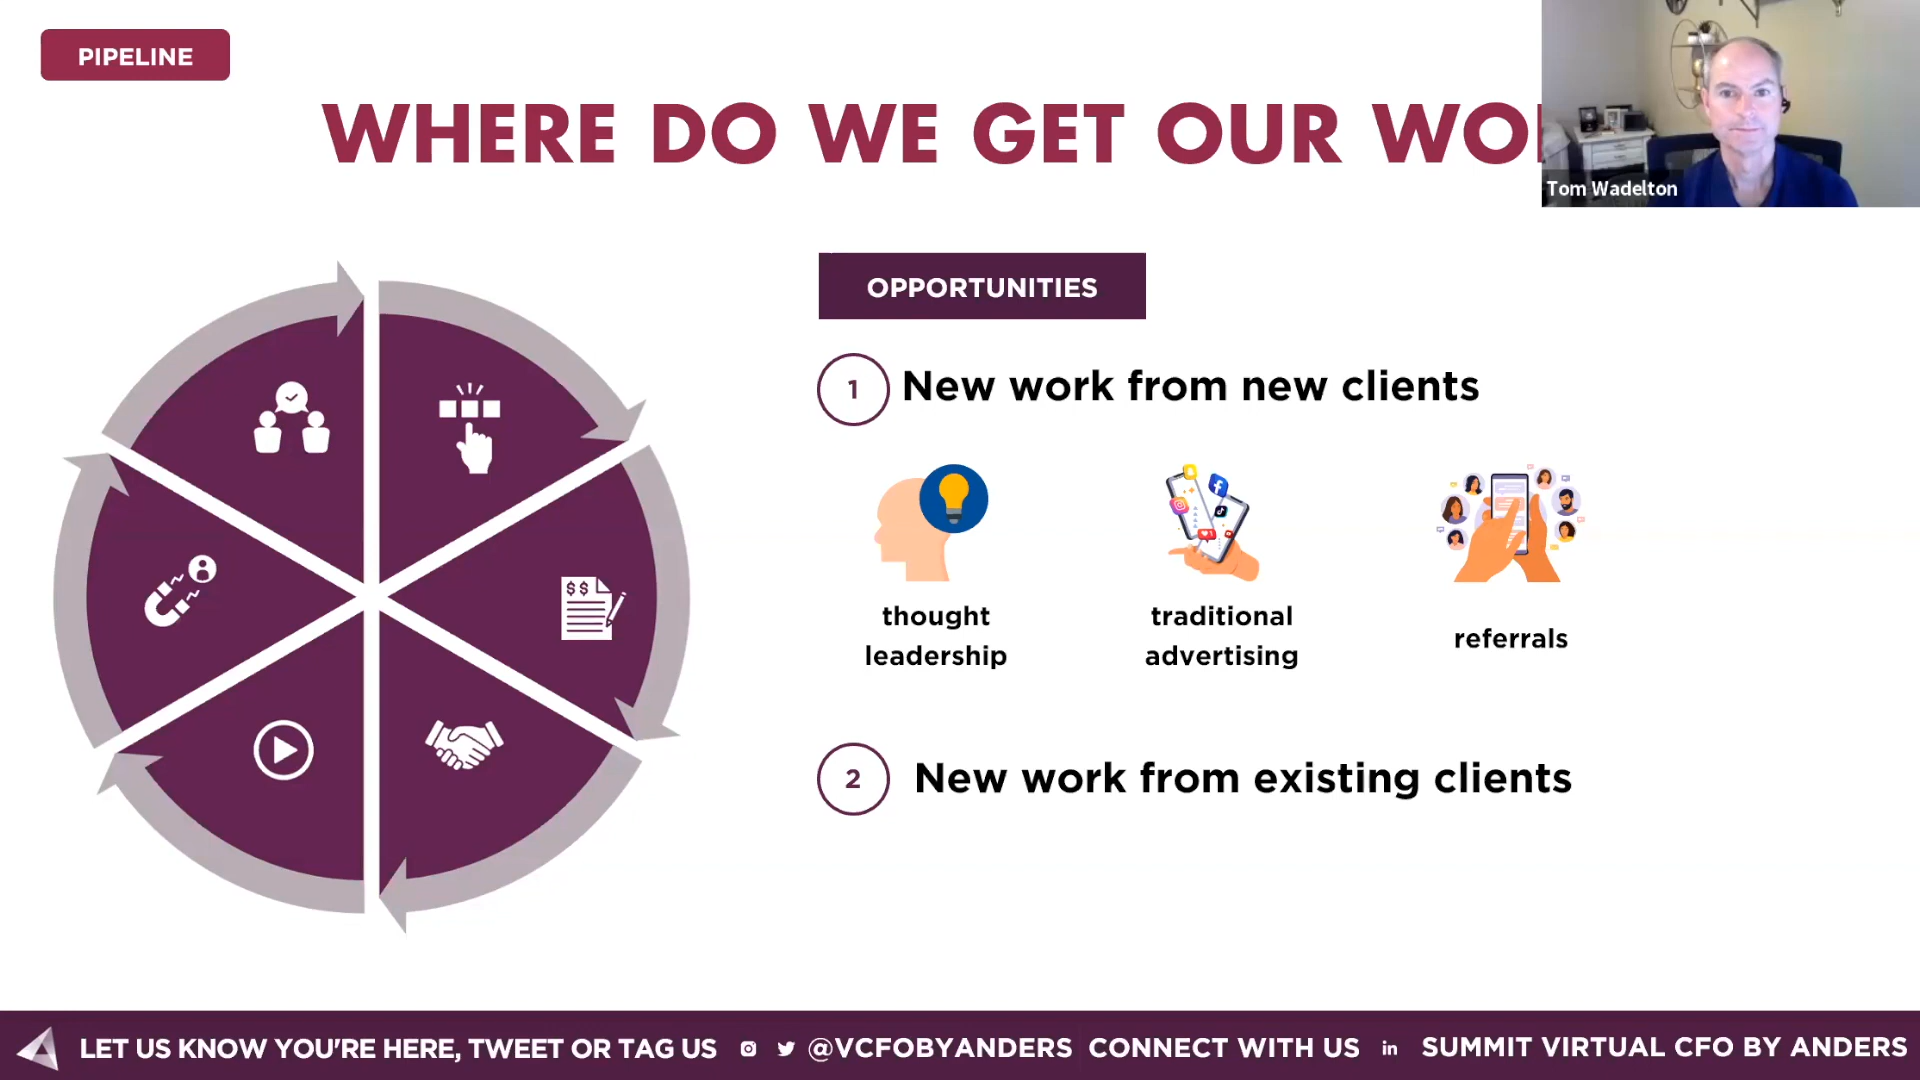 PIPELINE
WHERE DO WE GET OUR
Tom Wadelton
OPPORTUNITIES
1 New work from new clients
thought
leadership
traditional
advertising
referrals
$$
2 New work from existing clients
LET US KNOW YOU'RE HERE, TWEET OR TAG US @VCFOBYANDERS CONNECT WITH US in SUMMIT VIRTUAL CFO BY ANDERS